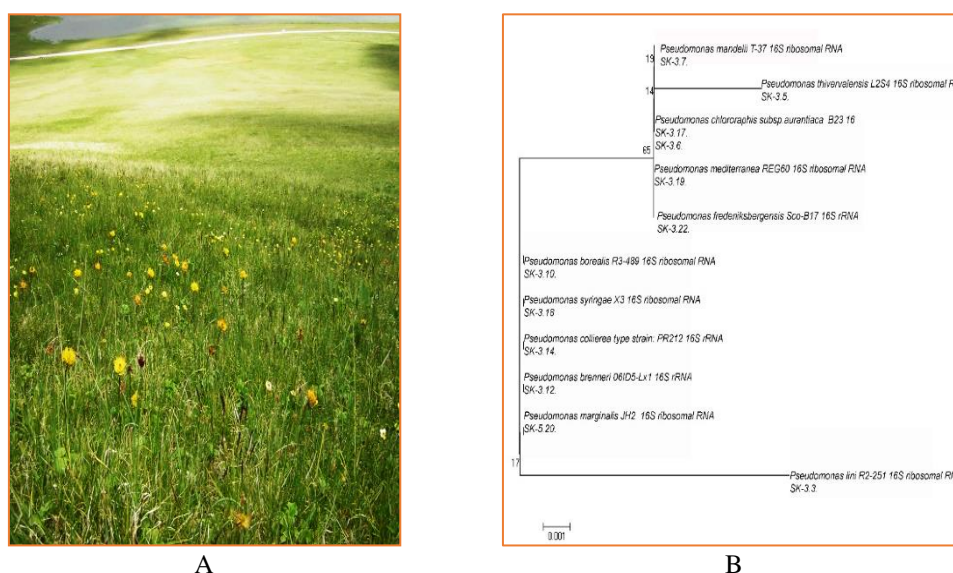 19
Pseudomonas mandelii T-37 16S ribosomal RNA
SK-3.7.
14
Pseudomonas thivervalensis L2S4 16S ribosomal R
SK-3.5.
Pseudomonas chlororaphis subsp.aurantiaca B23 16
SK-3.17.
SK-3.6.
65
Pseudomonas mediterranea REG60 16S ribosomal RNA
SK-3.19.
Pseudomonas frederiksbergensis Sco-B17 16S rRNA
SK-3.22.
Pseudomonas borealis R3-489 16S ribosomal RNA
SK-3.10.
Pseudomonas syringae X3 16S ribosomal RNA
SK-3.18
Pseudomonas collierea type strain: PR212 16S rRNA
SK-3.14.
Pseudomonas brenneri 06ID5-Lx1 16S rRNA
SK-3.12.
Pseudomonas marginalis JH2 16S ribosomal RNA
SK-5.20.
17
Pseudomonas lini R2-251 16S ribosomal R
SK-3.3.
0.001
A B